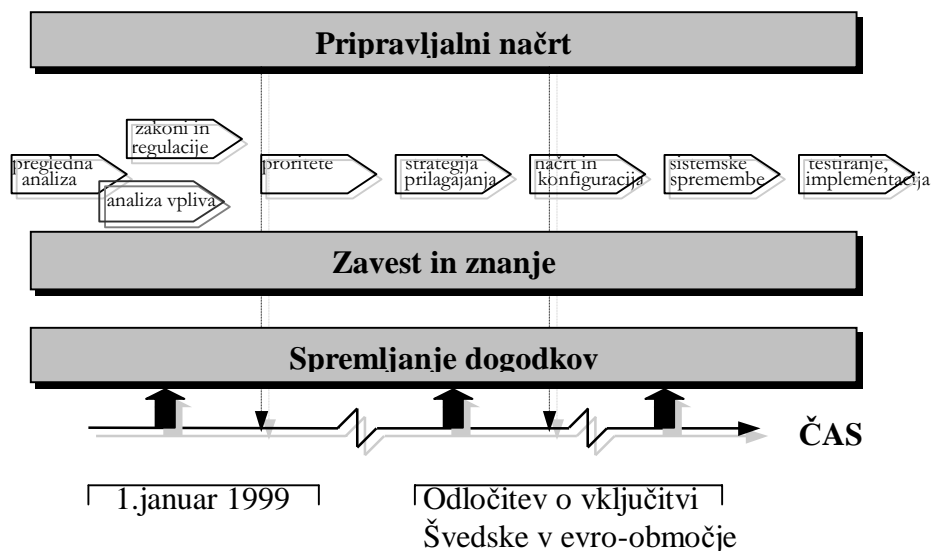 Pripravljalni načrt
zakoni in
regulacije
pregledna
analiza
analiza vpliva
proritete
strategija
prilagajanja
načrt in
konfiguracija
sistemske
spremembe
testiranje,
implementacija
Zavest in znanje
Spremljanje dogodkov
ČAS
1.januar 1999
Odločitev o vključitvi
Švedske v evro-območje